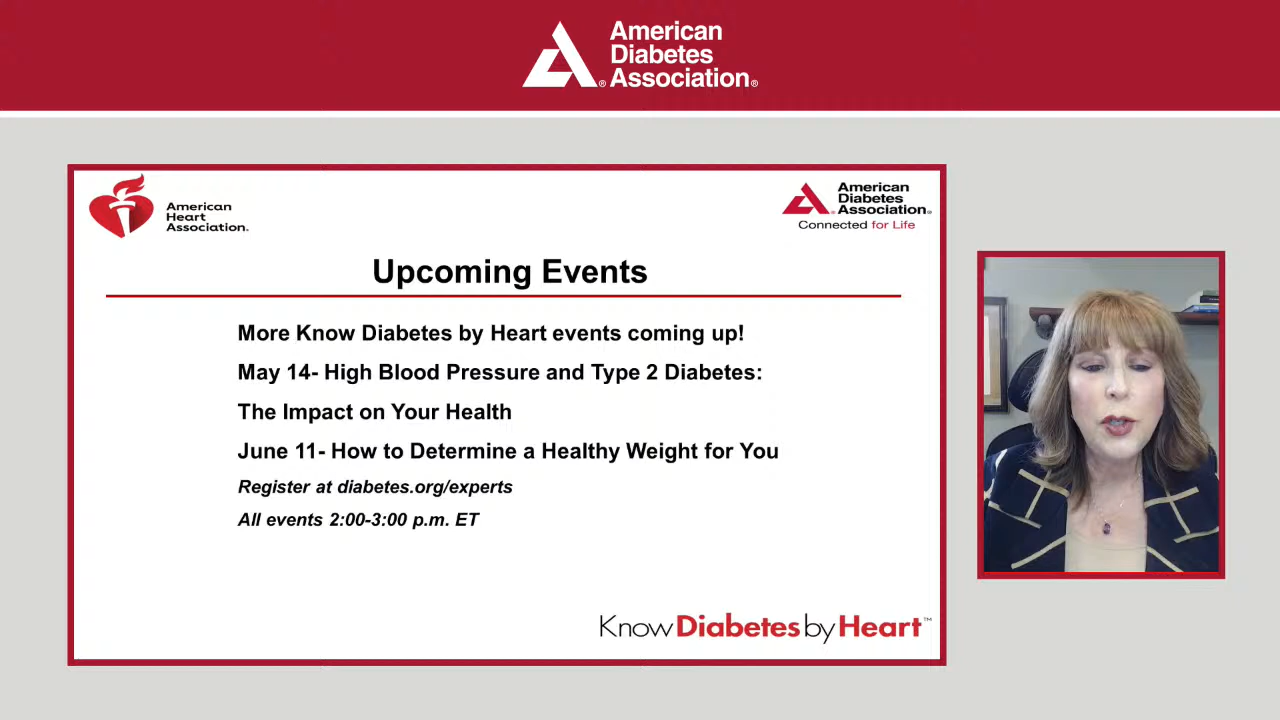 American
Diabetes
Association®
American
Heart
Association.
American
Diabetes
Association®
Connected for Life
Upcoming Events
More Know Diabetes by Heart events coming up!
May 14- High Blood Pressure and Type 2 Diabetes:
The Impact on Your Health
June 11- How to Determine a Healthy Weight for You
Register at diabetes.org/experts
All events 2:00-3:00 p.m. ET
Know Diabetes by Heart™